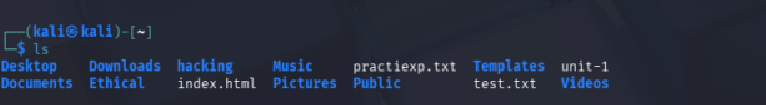 ┌──(kali㉿kali)-[~]
└─$ ls
Desktop    Downloads  hacking     Music     practiexp.txt  Templates  unit-1
Documents  Ethical    index.html  Pictures  Public         test.txt   Videos